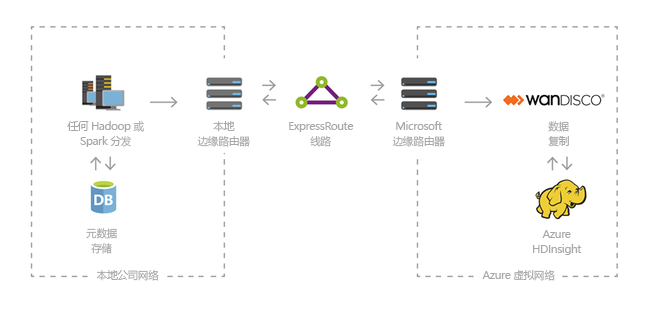 任何 Hadoop 或
Spark 分发
本地
边缘路由器
ExpressRoute
线路
Microsoft
边缘路由器
WANDISCO®
数据
复制
DB
元数据
存储
Azure
HDInsight
本地公司网络
Azure 虚拟网络